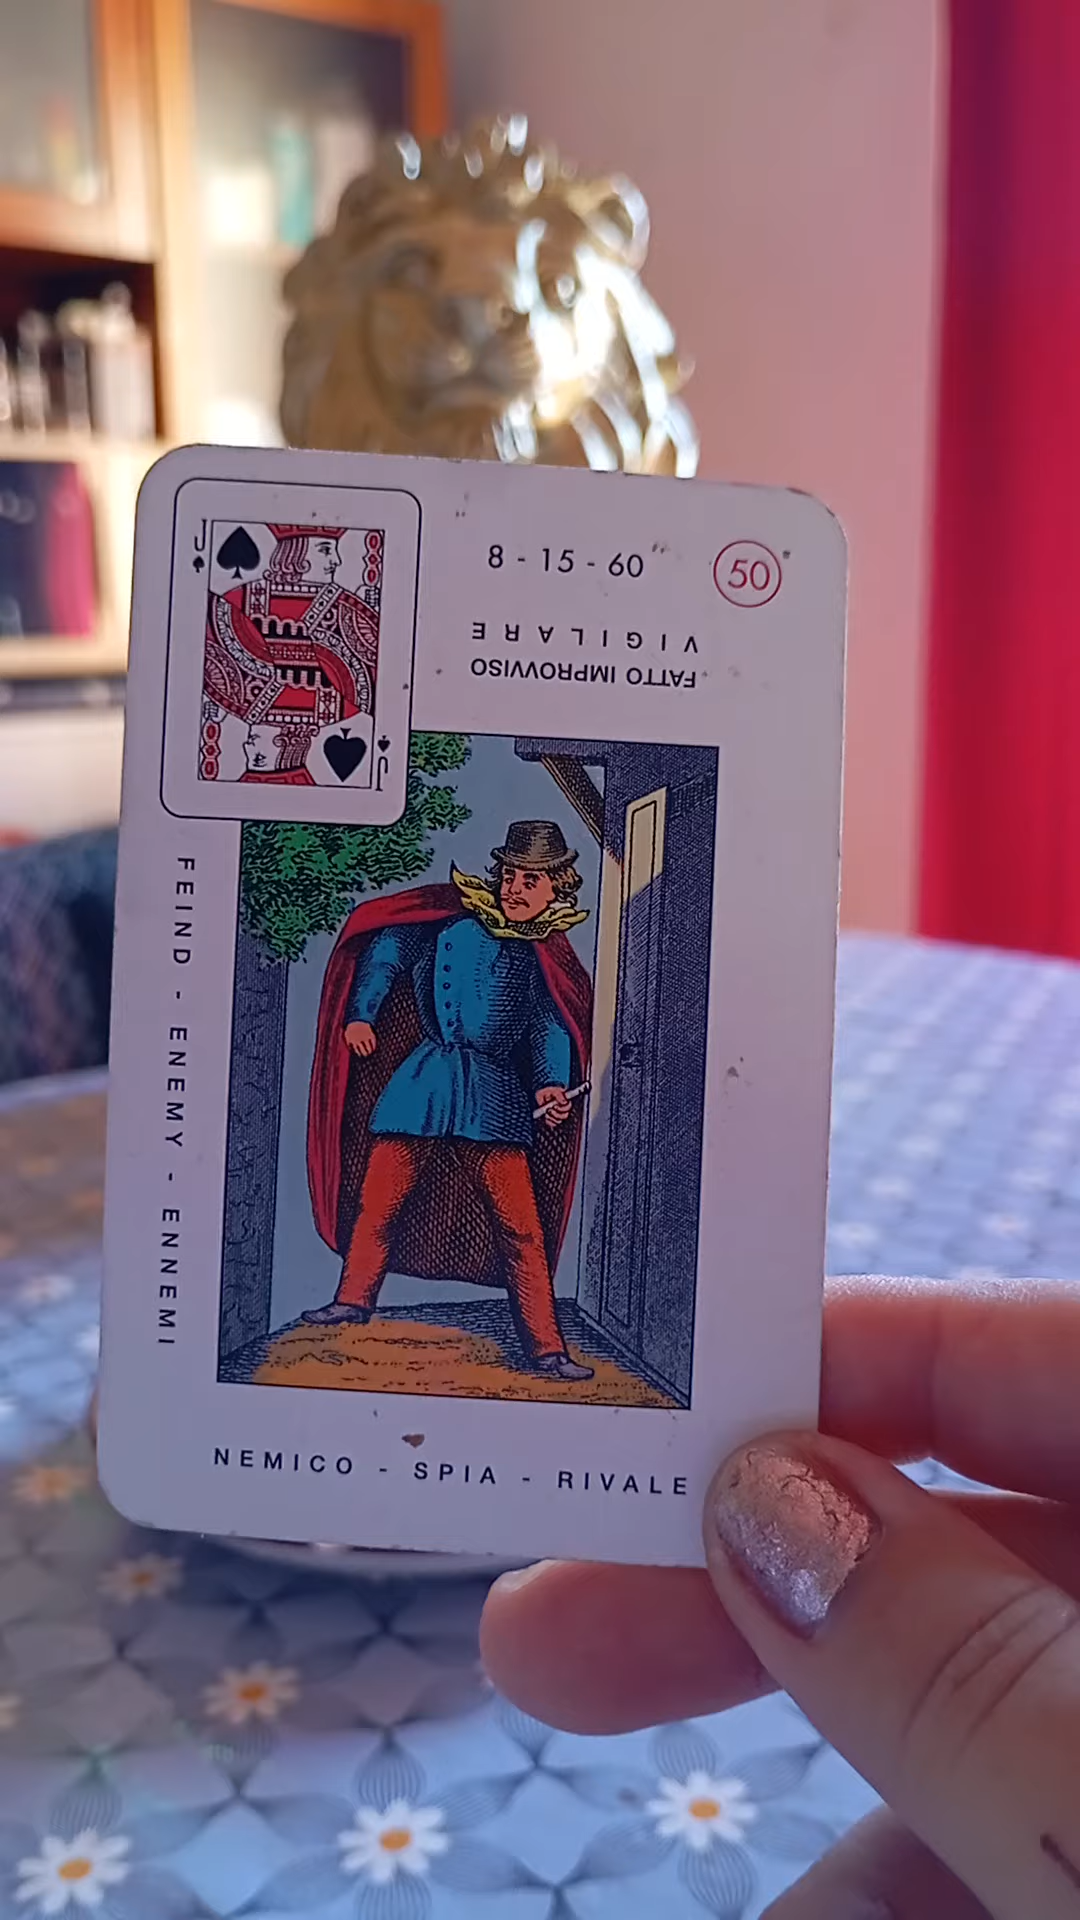 J
8 - 15 - 60
50
VIGILARE
FATTO IMPROVVISO
J
FEIND - ENEMY - ENNEMI
NEMICO - SPIA - RIVALE